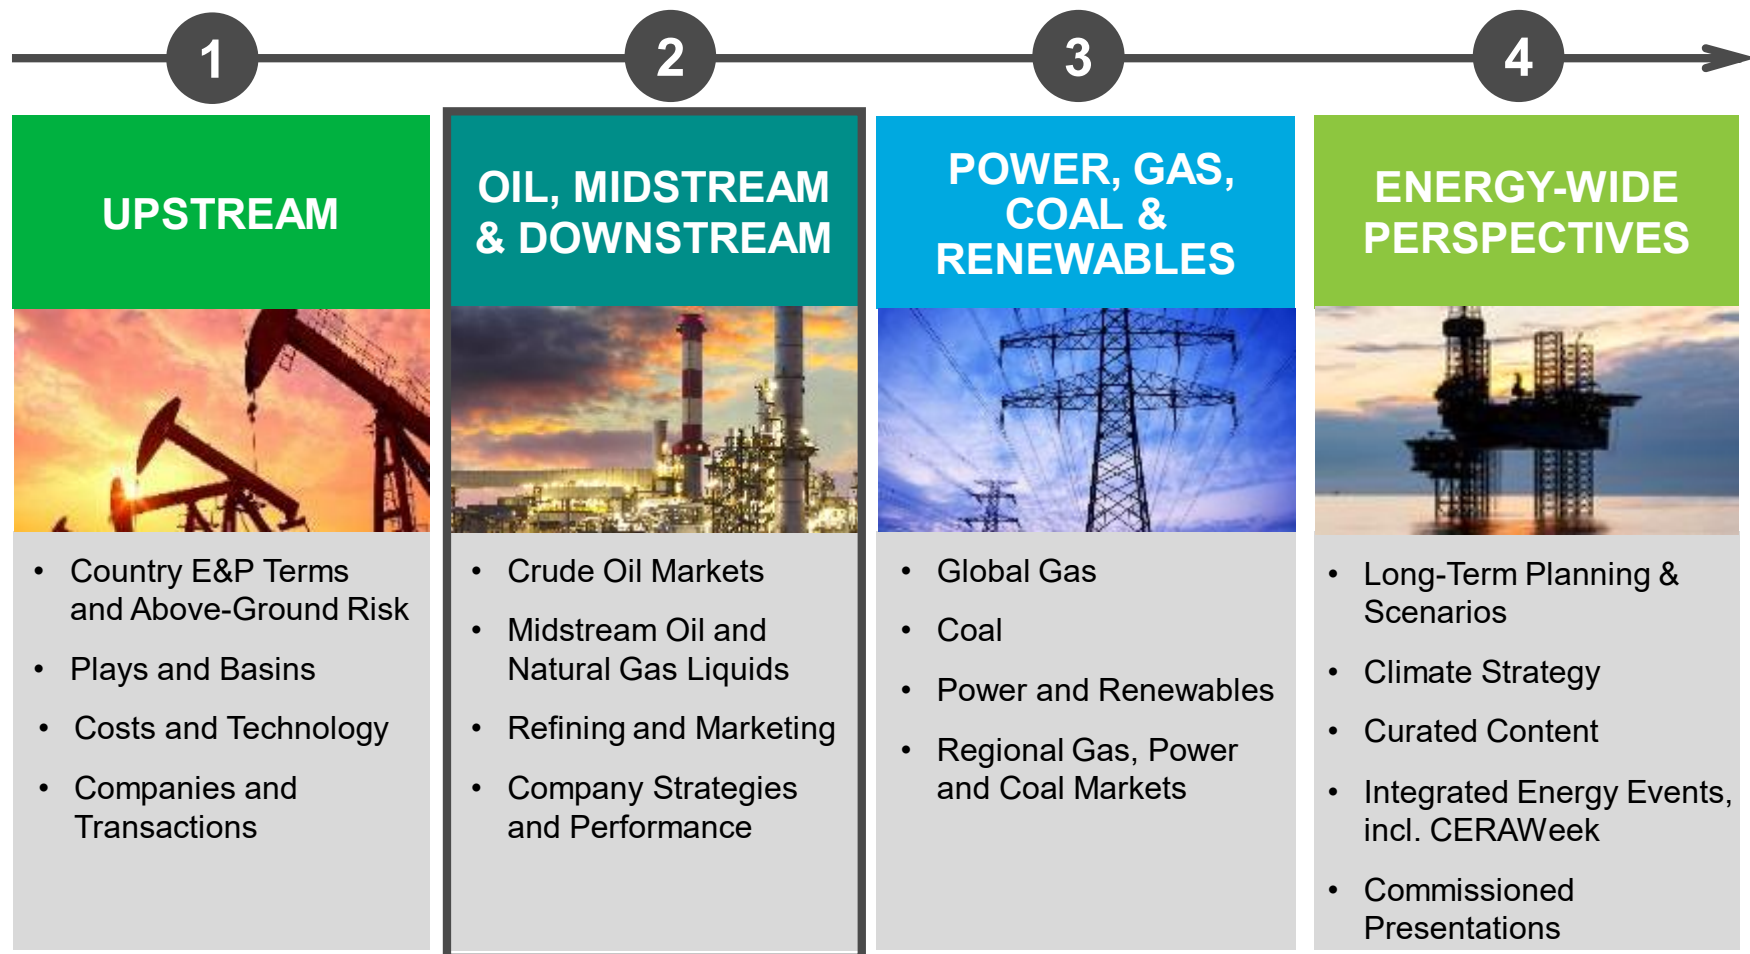 1
2
3
4
UPSTREAM
• Country E&P Terms
and Above-Ground Risk
• Plays and Basins
• Costs and Technology
• Companies and
Transactions
OIL, MIDSTREAM
& DOWNSTREAM
• Crude Oil Markets
• Midstream Oil and
Natural Gas Liquids
• Refining and Marketing
• Company Strategies
and Performance
POWER, GAS,
COAL &
RENEWABLES
• Global Gas
• Coal
• Power and Renewables
• Regional Gas, Power
and Coal Markets
ENERGY-WIDE
PERSPECTIVES
• Long-Term Planning &
Scenarios
• Climate Strategy
• Curated Content
• Integrated Energy Events,
incl. CERAWeek
• Commissioned
Presentations